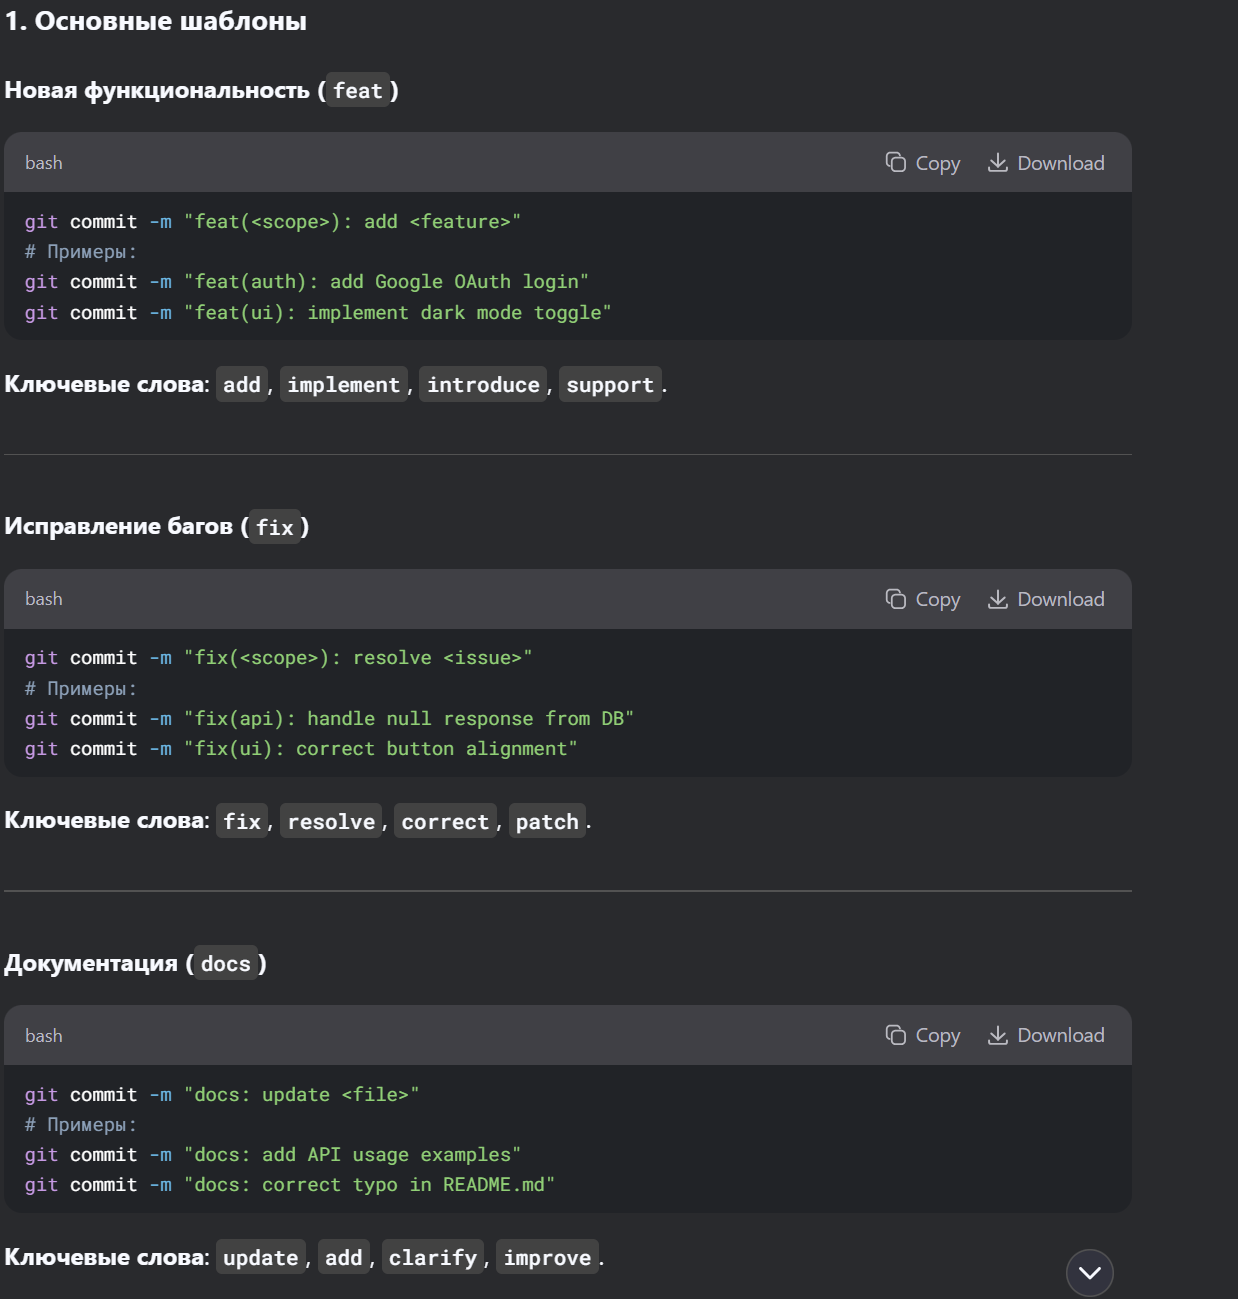 1. Основные шаблоны
Новая функциональность (feat)
bash
Copy
Download
git commit -m "feat(<scope>): add <feature>"
# Примеры:
git commit -m "feat(auth): add Google OAuth login"
git commit -m "feat(ui): implement dark mode toggle"
Ключевые слова: add, implement, introduce, support.
Исправление багов (fix)
bash
Copy
Download
git commit -m "fix(<scope>): resolve <issue>"
# Примеры:
git commit -m "fix(api): handle null response from DB"
git commit -m "fix(ui): correct button alignment"
Ключевые слова: fix, resolve, correct, patch.
Документация (docs)
bash
Copy
Download
git commit -m "docs: update <file>"
# Примеры:
git commit -m "docs: add API usage examples"
git commit -m "docs: correct typo in README.md"
Ключевые слова: update, add, clarify, improve.